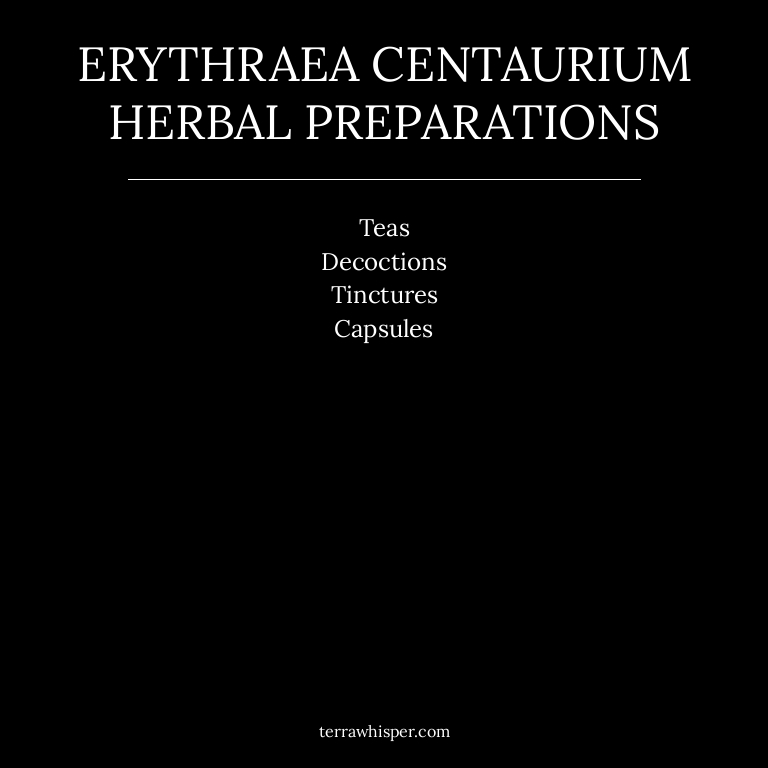 ERYTHRAEA CENTAURIUM
HERBAL PREPARATIONS
Teas
Decoctions
Tinctures
Capsules
terrawhisper.com